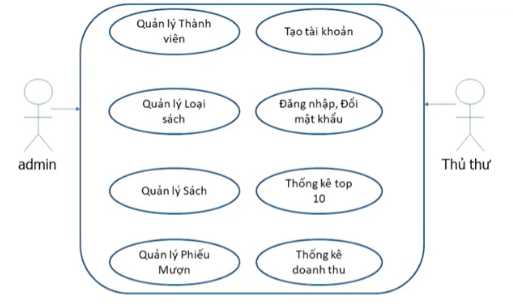 Quản lý Thành
viên
Tạo tài khoản
Quản lý Loại
sách
Đăng nhập, Đổi
mật khẩu
admin
Thủ thư
Quản lý Sách
Thống kê top
10
Quản lý Phiếu
Mượn
Thống kê
doanh thu